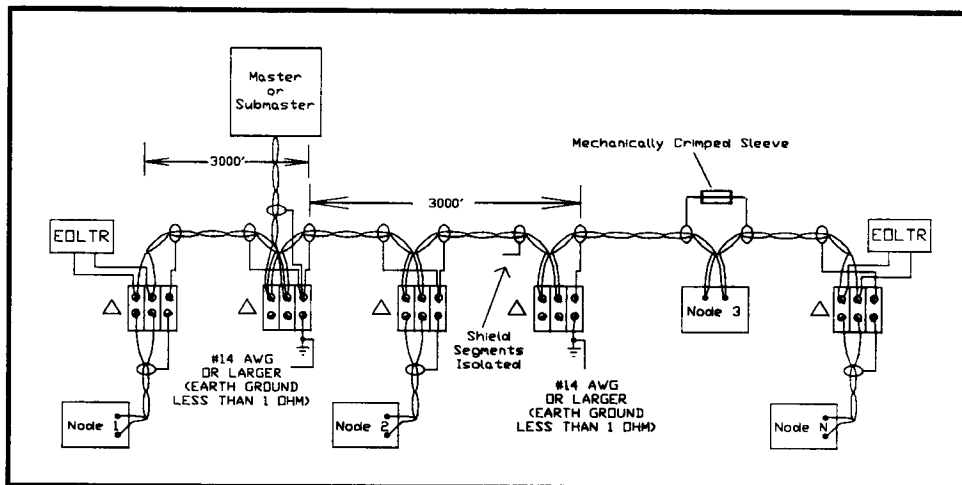 Master
or
Submaster
3000'
3000'
Mechanically Crimped Sleeve
EOLTR
EOLTR
Node 3
Shield
Segments
Isolated
#14 AWG
OR LARGER
(EARTH GROUND
LESS THAN 1 OHM)
#14 AWG
OR LARGER
(EARTH GROUND
LESS THAN 1 OHM)
Node 1
Node 2
Node N